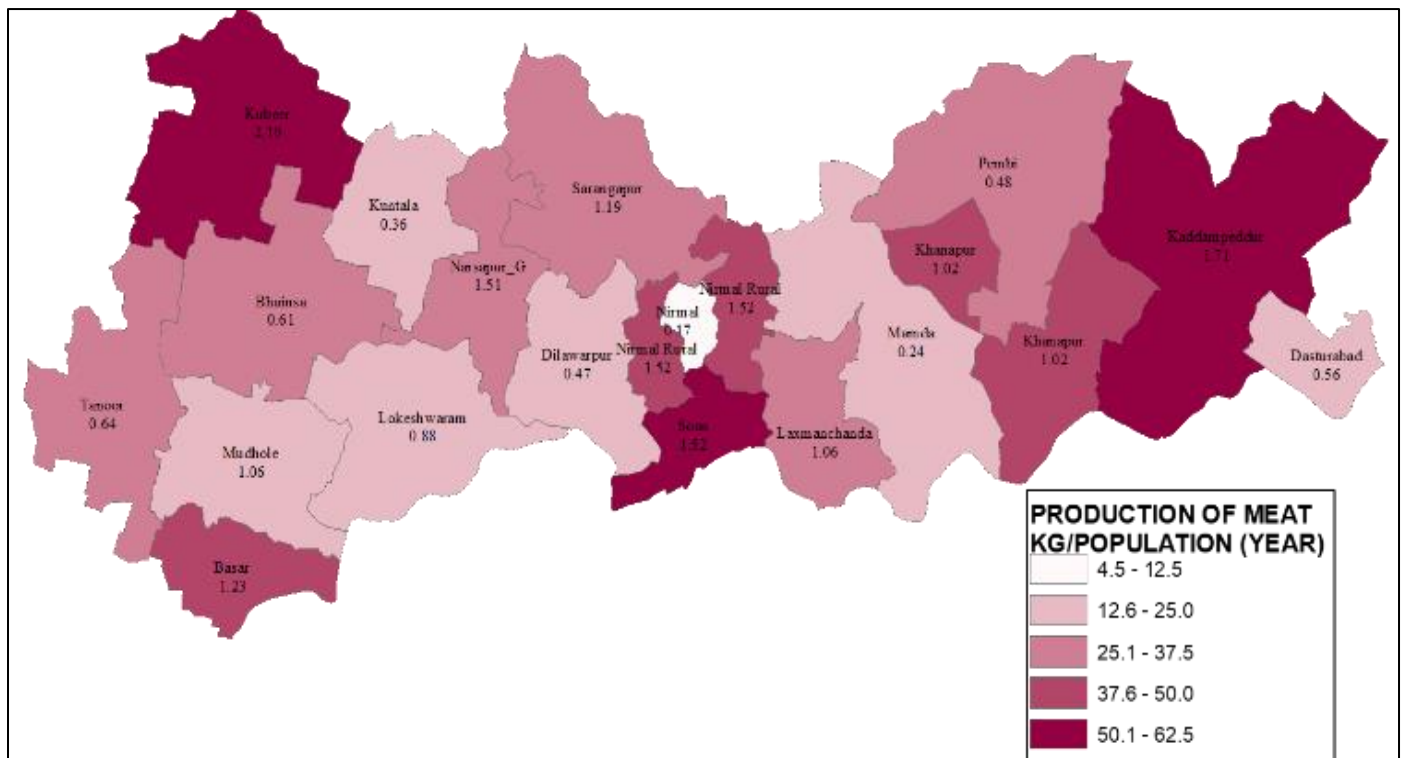 Kubeer
Kuntala
0.36
Sarangapur
1.19
Pembi
0.48
Narsapur_G
1.51
Bhainsa
0.61
Khanapur
1.02
Kaddampeddur
1.71
Nirmal Rural
1.52
Nirmal
0.17
Nirmal Rural
1.52
Mamda
0.24
Khanapur
1.02
Dilawarpur
0.47
Dasturabad
0.56
Tanoor
0.64
Lokeshwaram
0.88
Mudhole
1.06
Soan
Laxmanchanda
1.06
Basar
1.23
PRODUCTION OF MEAT
KG/POPULATION (YEAR)
4.5 - 12.5
12.6 - 25.0
25.1 - 37.5
37.6 - 50.0
50.1 - 62.5